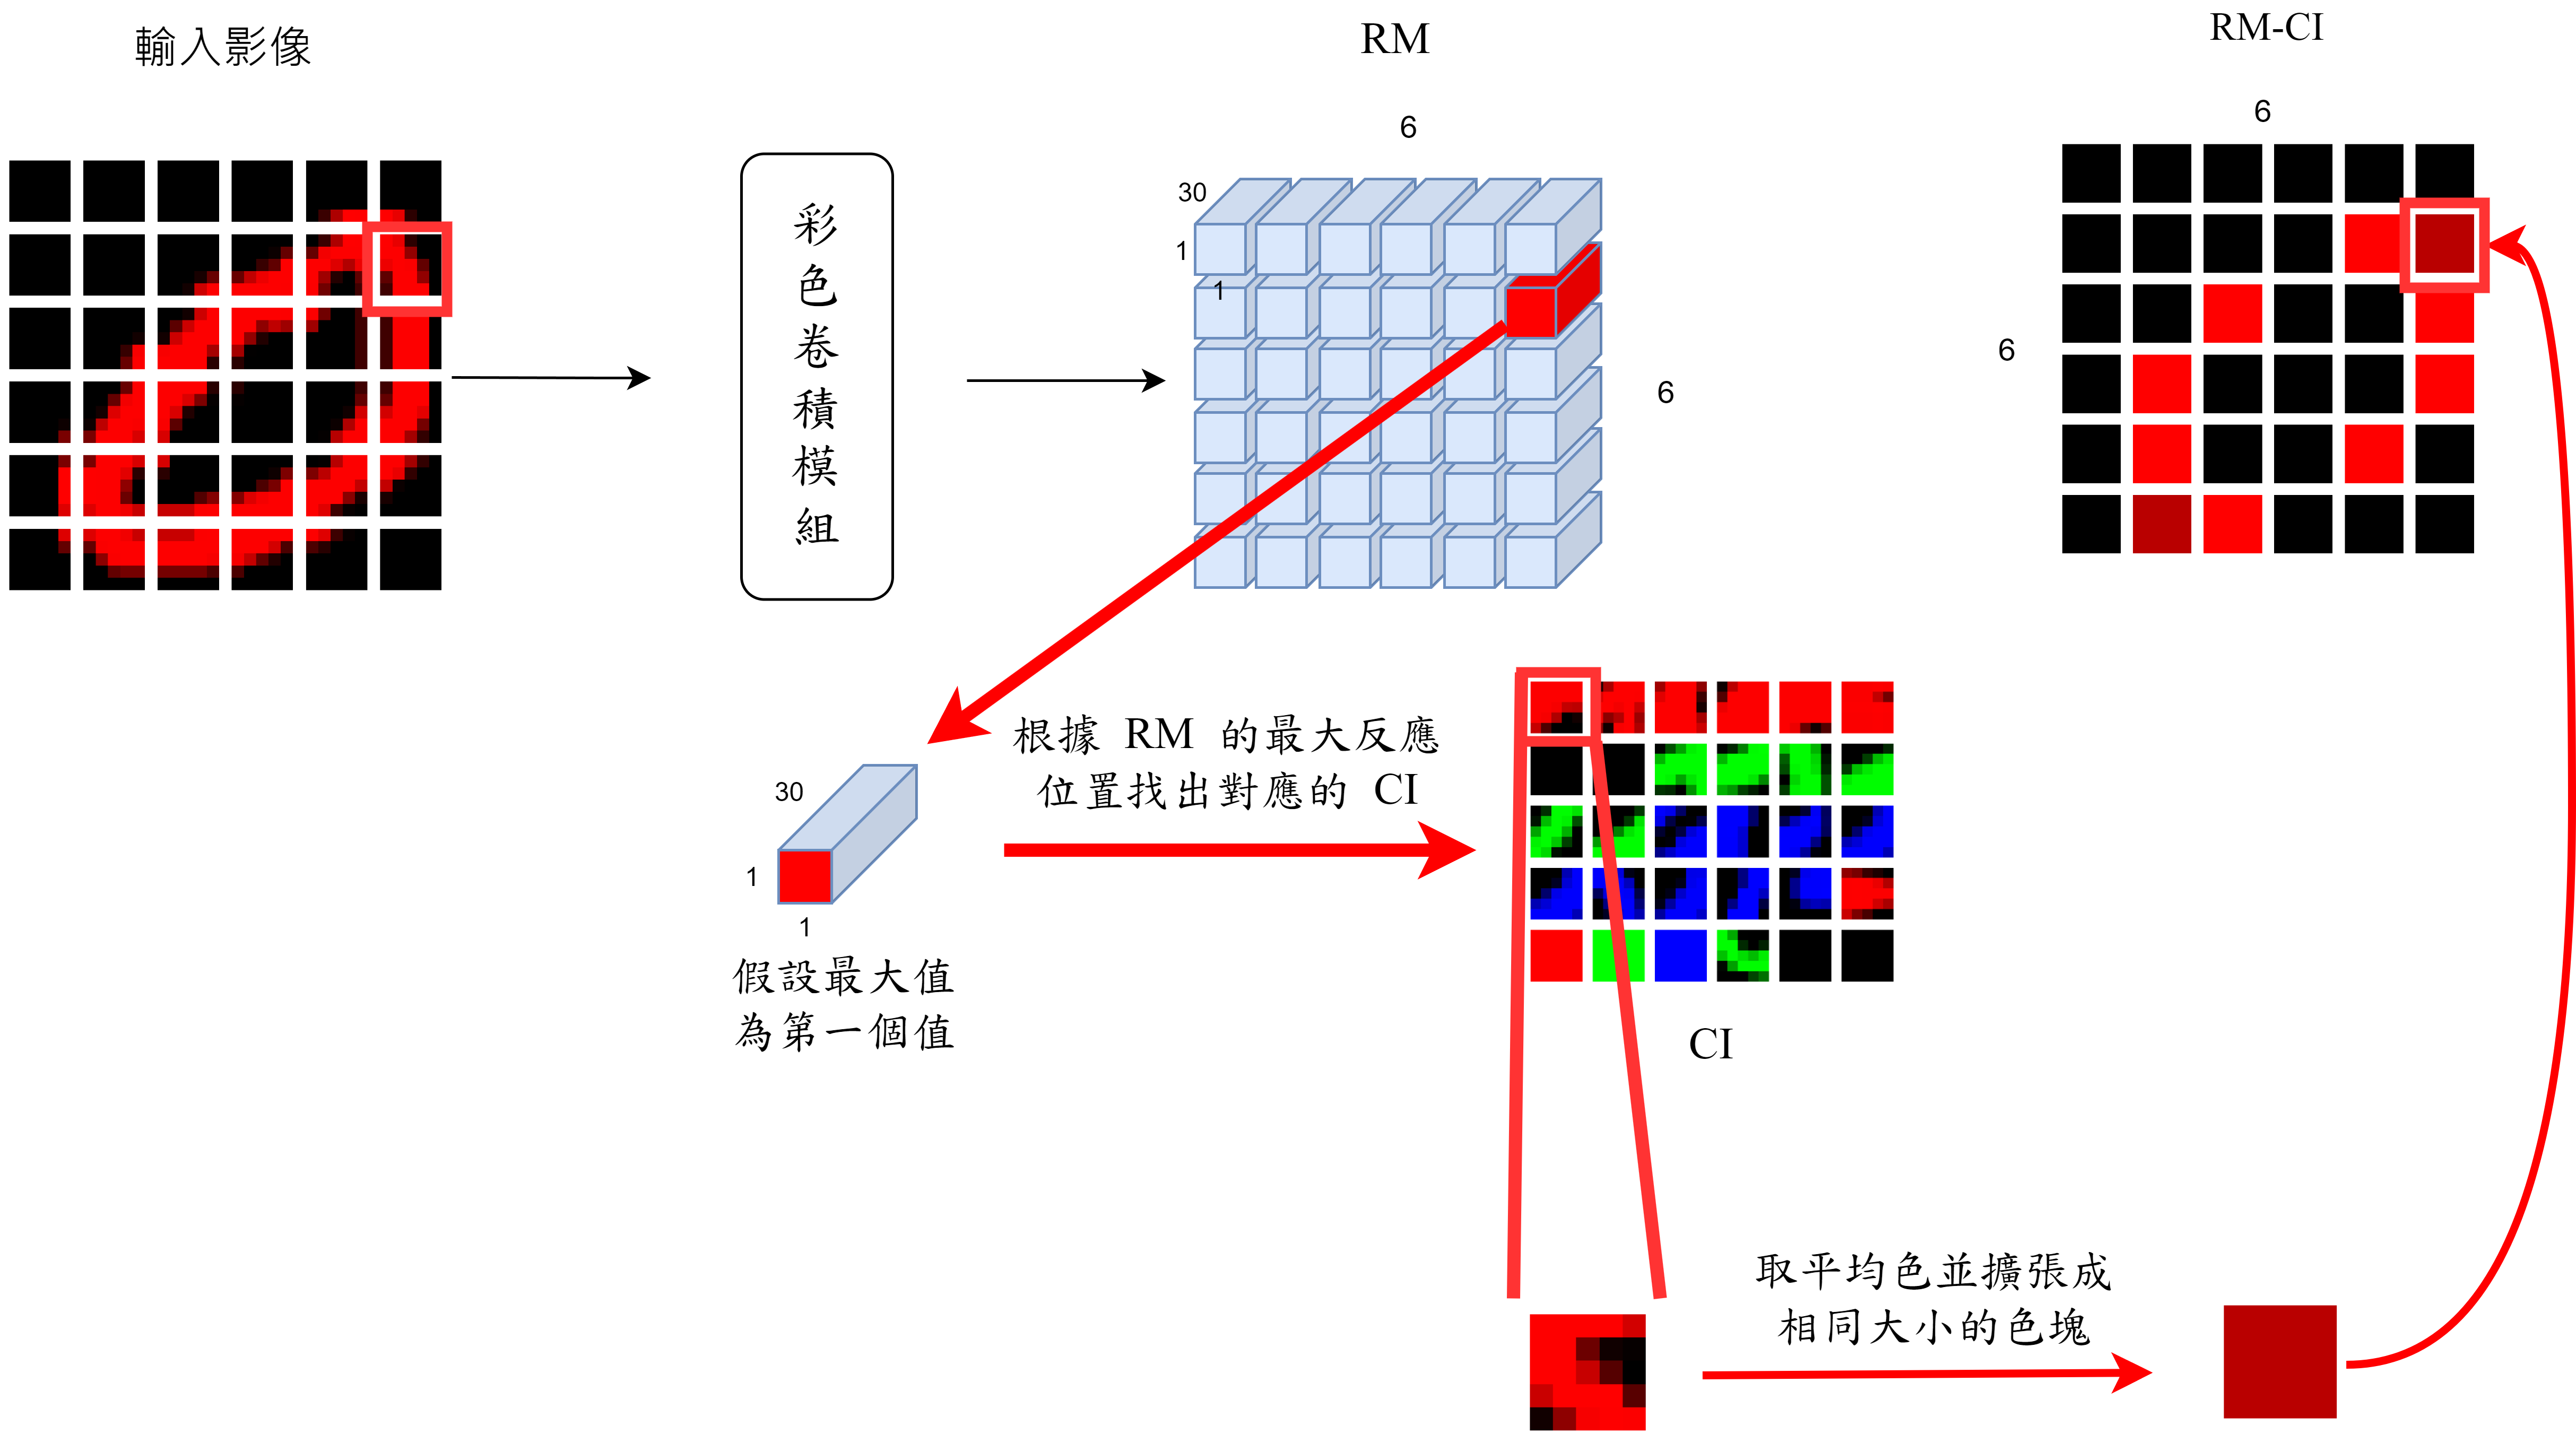 輸入影像
RM
RM-CI
6
6
30
1
1
6
6
彩
色
卷
積
模
組
根據 RM 的最大反應
位置找出對應的 CI
30
1
1
假設最大值
為第一個值
CI
取平均色並擴張成
相同大小的色塊